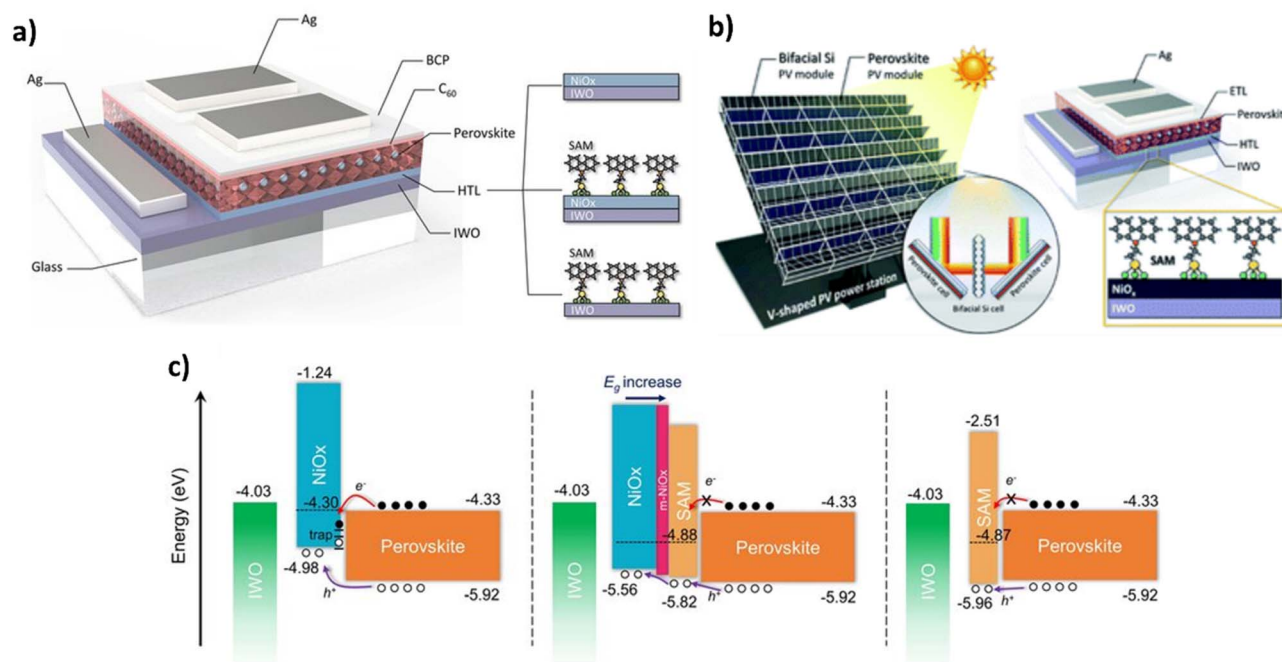 a)
Ag
BCP
Ag
C60
Perovskite
HTL
IWO
Glass
NiOx
IWO
SAM
NiOx
IWO
SAM
IWO
b)
Bifacial Si
PV module
Perovskite
PV module
V-shaped PV power station
Perovskite cell
Bifacial Si cell
Perovskite cell
Ag
ETL
Perovskite
HTL
IWO
SAM
NiOx
IWO
c)
Energy (eV)
-4.03
IWO
-1.24
NiOx
-4.30
trap
-4.98
e-
h+
-4.33
Perovskite
-5.92
Eg increase
-4.03
IWO
NiOx
m-NiOx
SAM
-4.88
-5.56
-5.82
e-
h+
-4.33
Perovskite
-5.92
-4.03
IWO
-2.51
SAM
-4.87
-5.96
e-
h+
-4.33
Perovskite
-5.92